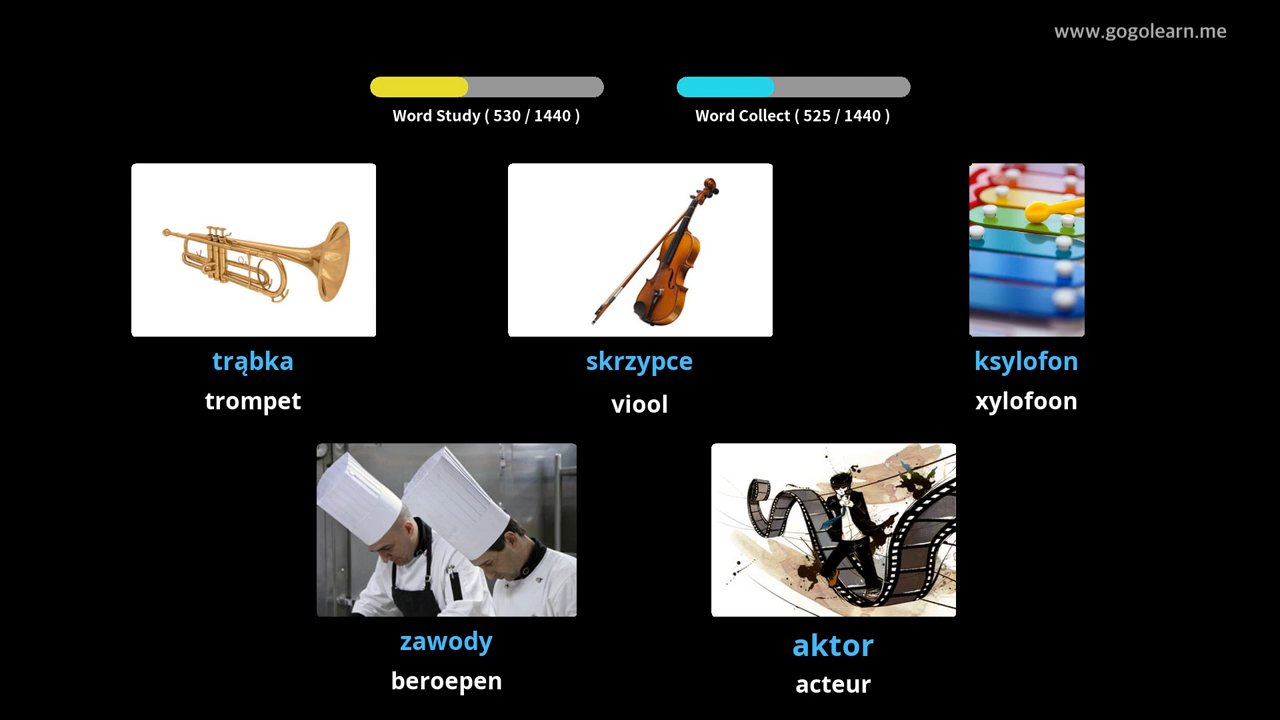 www.gogolearn.me
Word Study ( 530 / 1440 )
Word Collect ( 525 / 1440 )
trąbka
trompet
skrzypce
viool
ksylofon
xylofoon
zawody
beroepen
aktor
acteur